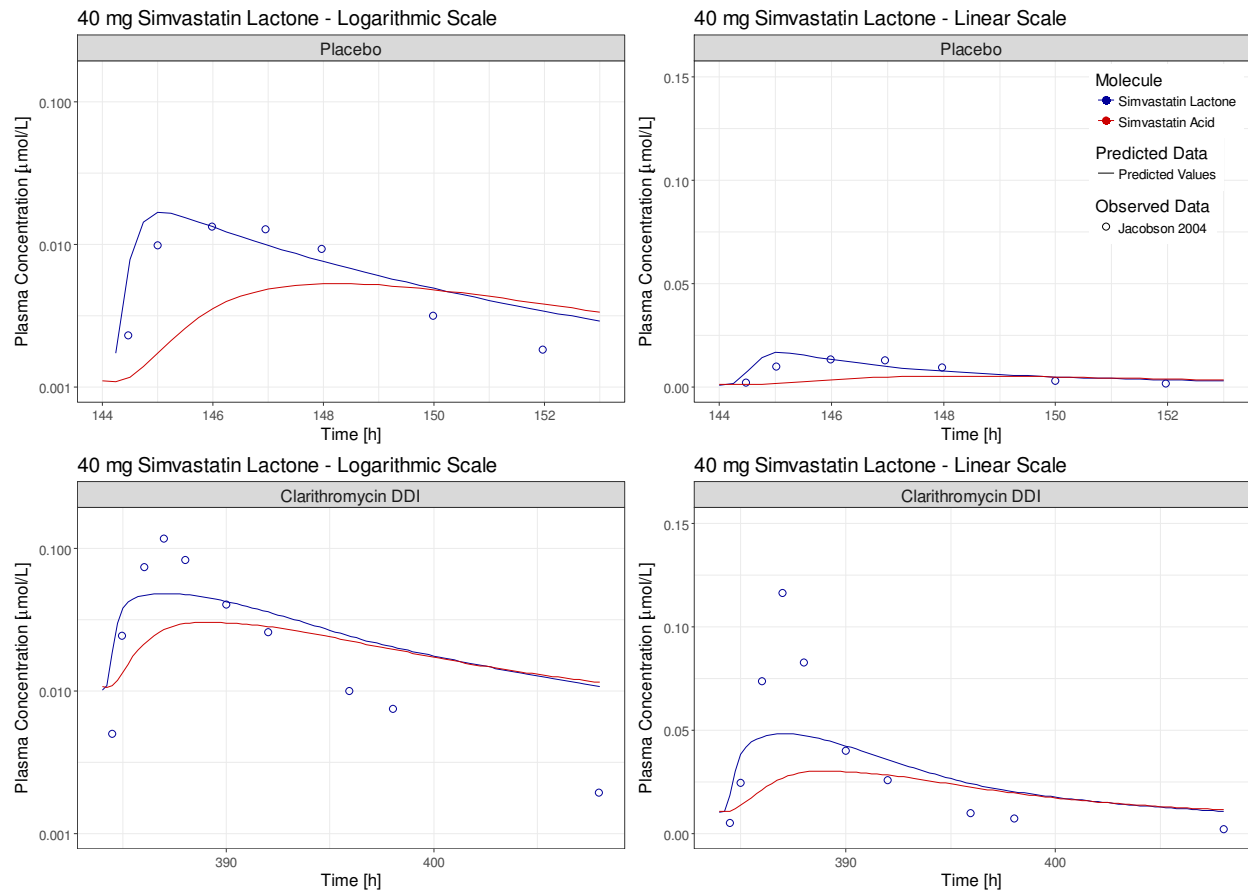 40 mg Simvastatin Lactone - Logarithmic Scale
Placebo
Plasma Concentration [μmol/L]
0.100
0.010
0.001
144
146
148
150
152
Time [h]
40 mg Simvastatin Lactone - Linear Scale
Placebo
Plasma Concentration [μmol/L]
0.15
0.10
0.05
0.00
144
146
148
150
152
Time [h]
Molecule
Simvastatin Lactone
Simvastatin Acid
Predicted Data
Predicted Values
Observed Data
Jacobson 2004
40 mg Simvastatin Lactone - Logarithmic Scale
Clarithromycin DDI
Plasma Concentration [μmol/L]
0.100
0.010
0.001
390
400
Time [h]
40 mg Simvastatin Lactone - Linear Scale
Clarithromycin DDI
Plasma Concentration [μmol/L]
0.15
0.10
0.05
0.00
390
400
Time [h]